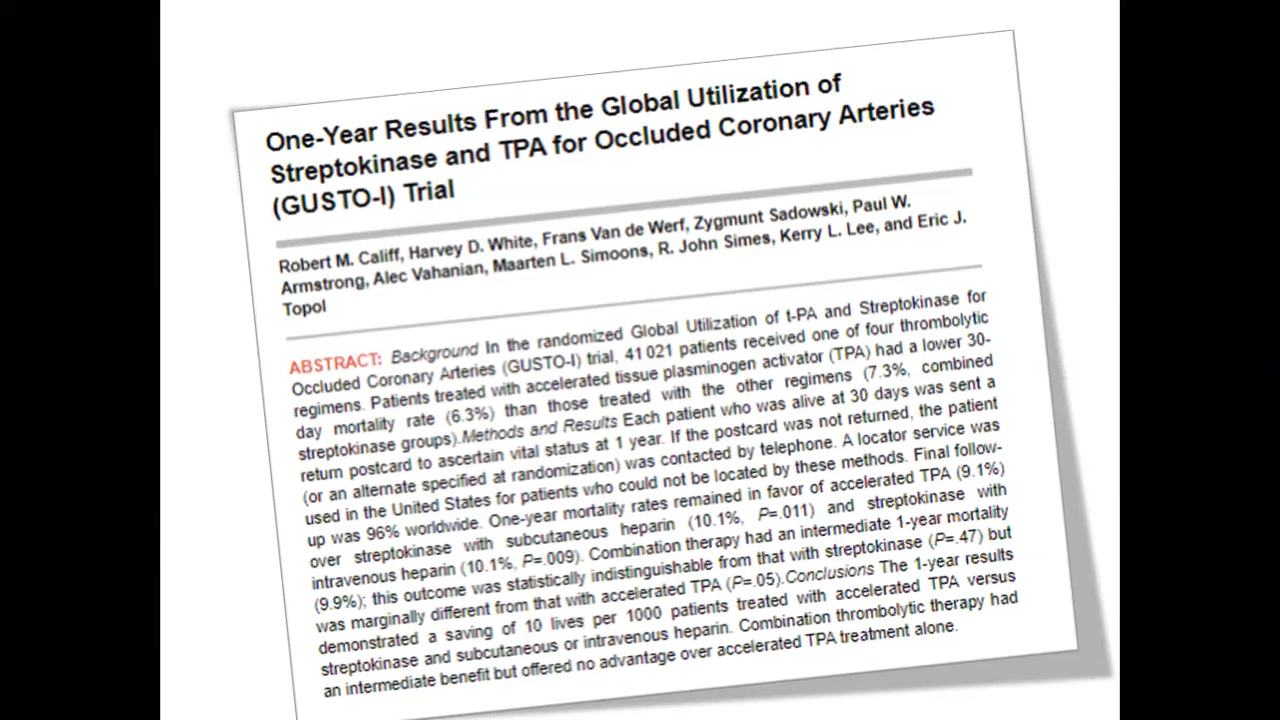 One-Year Results From the Global Utilization of
Streptokinase and TPA for Occluded Coronary Arteries
(GUSTO-I) Trial
Robert M. Califf, Harvey D. White, Frans Van de Werf, Zygmunt Sadowski, Paul W.
Armstrong, Alec Vahanian, Maarten L. Simoons, R. John Simes, Kerry L. Lee, and Eric J.
Topol
ABSTRACT: Background In the randomized Global Utilization of t-PA and Streptokinase for
Occluded Coronary Arteries (GUSTO-I) trial, 41 021 patients received one of four thrombolytic
regimens. Patients treated with accelerated tissue plasminogen activator (TPA) had a lower 30-
day mortality rate (6.3%) than those treated with the other regimens (7.3%, combined
streptokinase groups).Methods and Results Each patient who was alive at 30 days was sent a
return postcard to ascertain vital status at 1 year. If the postcard was not returned, the patient
(or an alternate specified at randomization) was contacted by telephone. A locator service was
used in the United States for patients who could not be located by these methods. Final follow-
up was 96% worldwide. One-year mortality rates remained in favor of accelerated TPA (9.1%)
over streptokinase with subcutaneous heparin (10.1%, P=.011) and streptokinase with
intravenous heparin (10.1%, P=.009). Combination therapy had an intermediate 1-year mortality
(9.9%); this outcome was statistically indistinguishable from that with streptokinase (P=.47) but
was marginally different from that with accelerated TPA (P=.05).Conclusions The 1-year results
demonstrated a saving of 10 lives per 1000 patients treated with accelerated TPA versus
streptokinase and subcutaneous or intravenous heparin. Combination thrombolytic therapy had
an intermediate benefit but offered no advantage over accelerated TPA treatment alone.